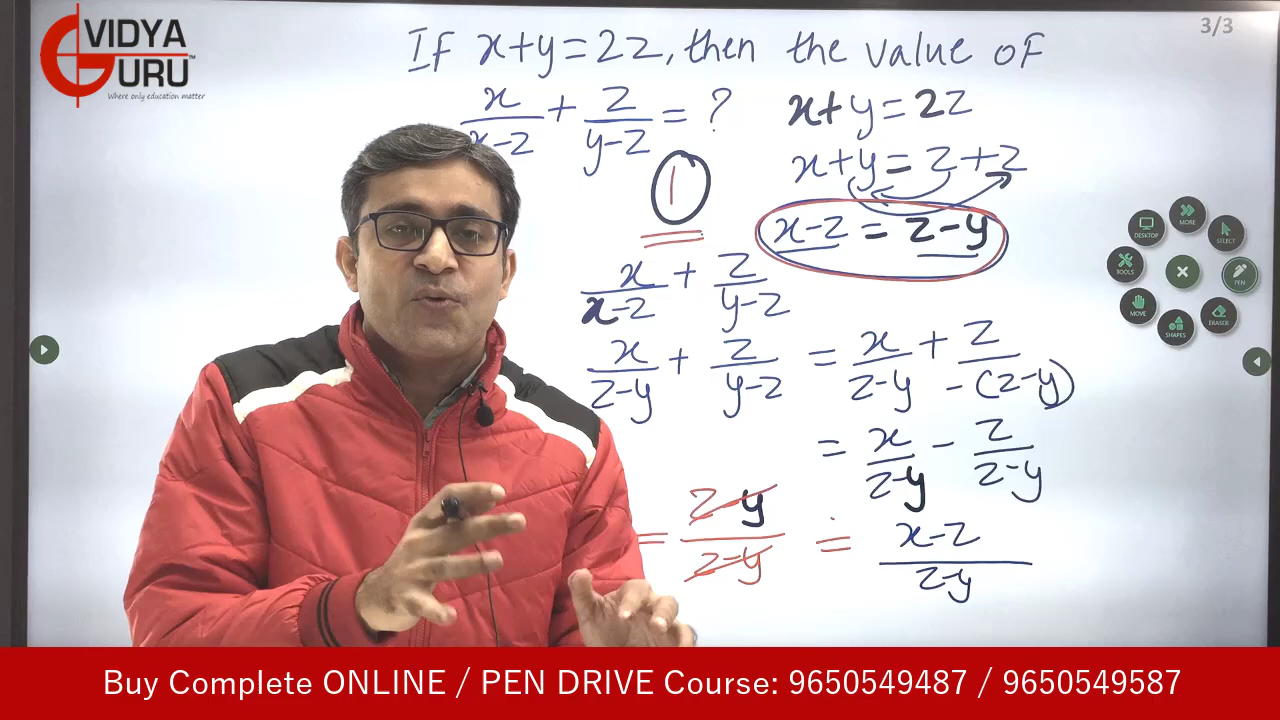 VIDYA
GURU™
Where only education matter
3/3
If x+y=2z, then the value of
x/(x-z) + z/(y-z) = ?
1
x+y=2z
x+y=z+z
x-z = z-y
x/(x-z) + z/(y-z)
x/(z-y) + z/(y-z) = x/(z-y) + z/-(z-y)
= x/(z-y) - z/(z-y)
= (z-y)/(z-y) = (x-z)/(z-y)
DESKTOP
MORE
SELECT
TOOLS
PEN
MOVE
SHAPES
ERASER
Buy Complete ONLINE / PEN DRIVE Course: 9650549487 / 9650549587